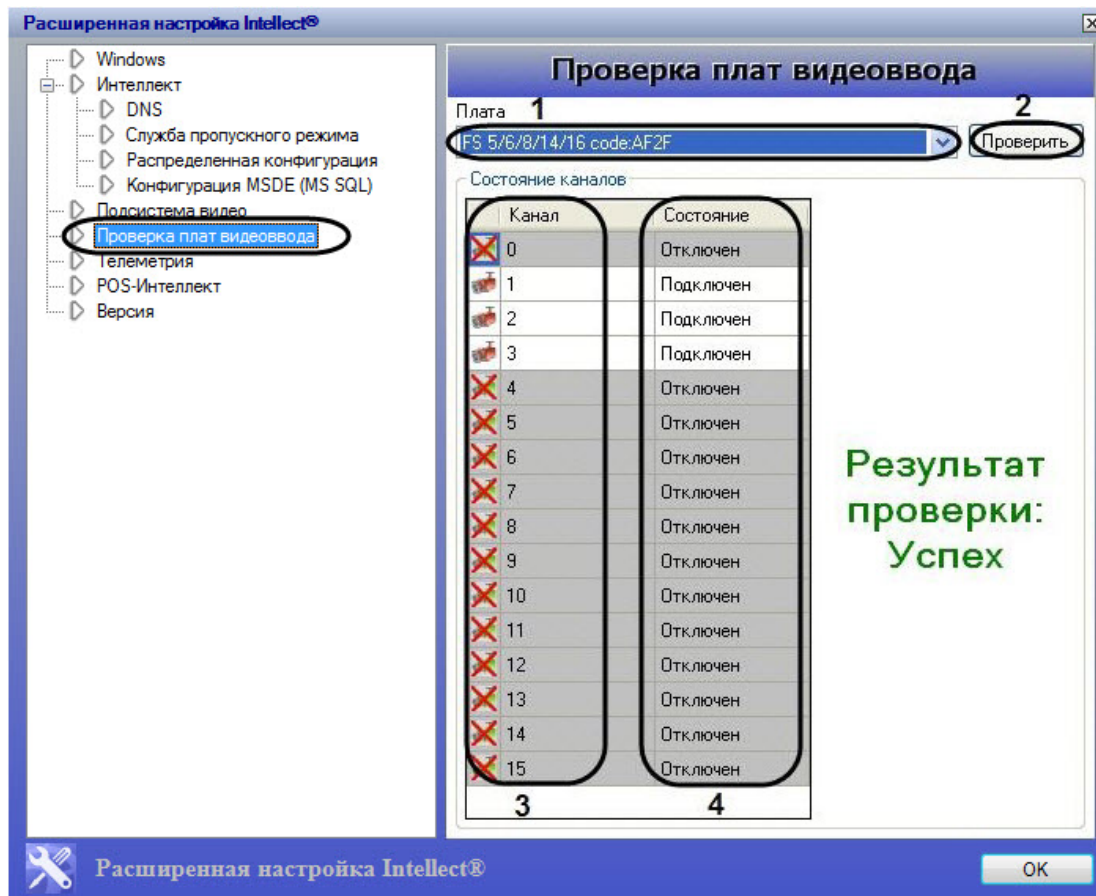 Расширенная настройка Intellect®
Windows
Интеллект
DNS
Служба пропускного режима
Распределенная конфигурация
Конфигурация MSDE (MS SQL)
Подсистема видео
Проверка плат видеоввода
Телеметрия
POS-Интеллект
Версия
Проверка плат видеоввода
Плата 1 2
FS 5/6/8/14/16 code:AF2F Проверить
Состояние каналов
Канал Состояние
0 Отключен
1 Подключен
2 Подключен
3 Подключен
4 Отключен
5 Отключен
6 Отключен
7 Отключен
8 Отключен
9 Отключен
10 Отключен
11 Отключен
12 Отключен
13 Отключен
14 Отключен
15 Отключен
3 4
Результат
проверки:
Успех
Расширенная настройка Intellect®
OK